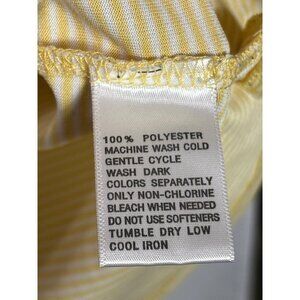 100% POLYESTER
MACHINE WASH COLD
GENTLE CYCLE
WASH DARK
COLORS SEPARATELY
ONLY NON-CHLORINE
BLEACH WHEN NEEDED
DO NOT USE SOFTENERS
TUMBLE DRY LOW
COOL IRON